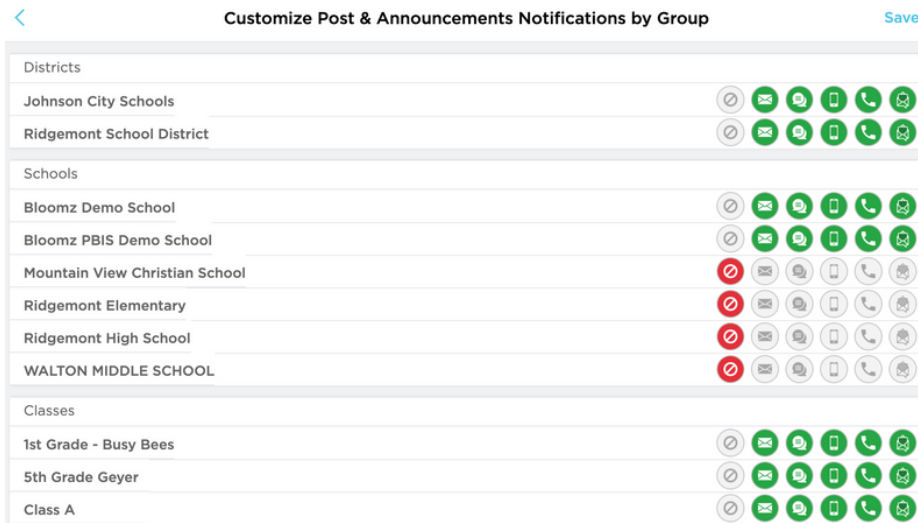 Customize Post & Announcements Notifications by Group
Save
Districts
Johnson City Schools
Ridgemont School District
Schools
Bloomz Demo School
Bloomz PBIS Demo School
Mountain View Christian School
Ridgemont Elementary
Ridgemont High School
WALTON MIDDLE SCHOOL
Classes
1st Grade - Busy Bees
5th Grade Geyer
Class A